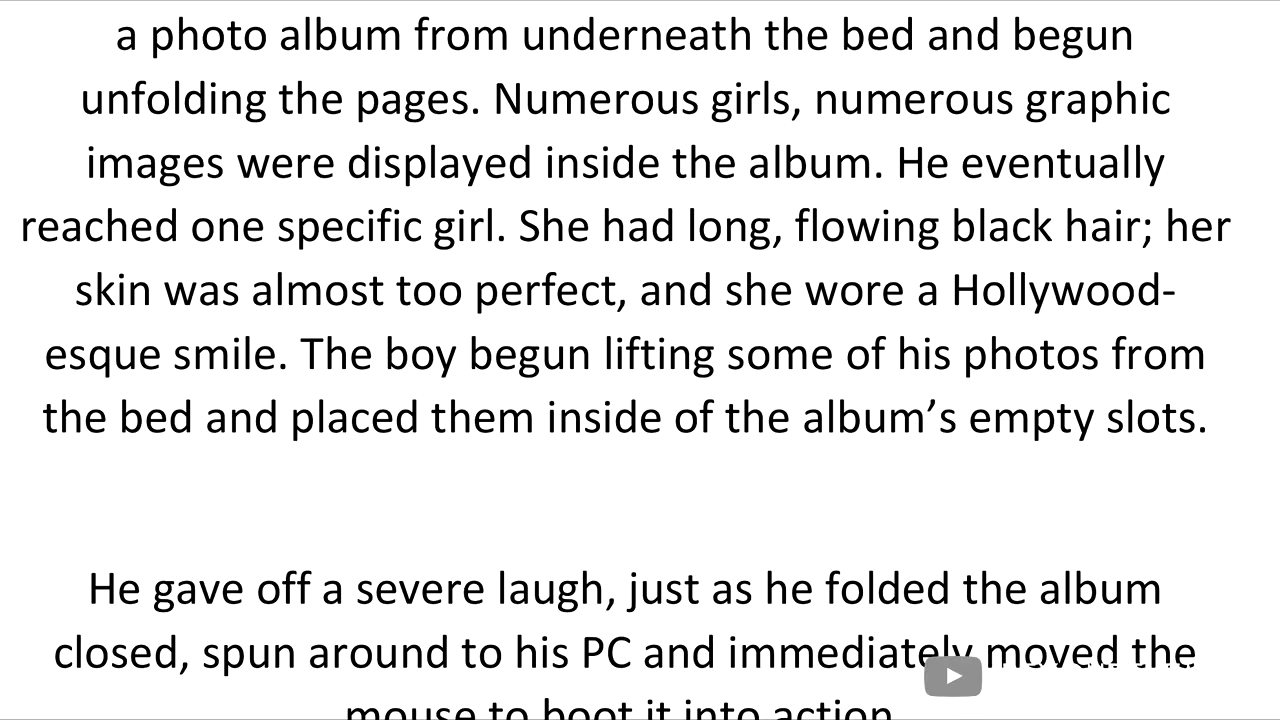 a photo album from underneath the bed and begun
unfolding the pages. Numerous girls, numerous graphic
images were displayed inside the album. He eventually
reached one specific girl. She had long, flowing black hair; her
skin was almost too perfect, and she wore a Hollywood-
esque smile. The boy begun lifting some of his photos from
the bed and placed them inside of the album’s empty slots.
He gave off a severe laugh, just as he folded the album
closed, spun around to his PC and immediately moved the
mouse to boot it into action.